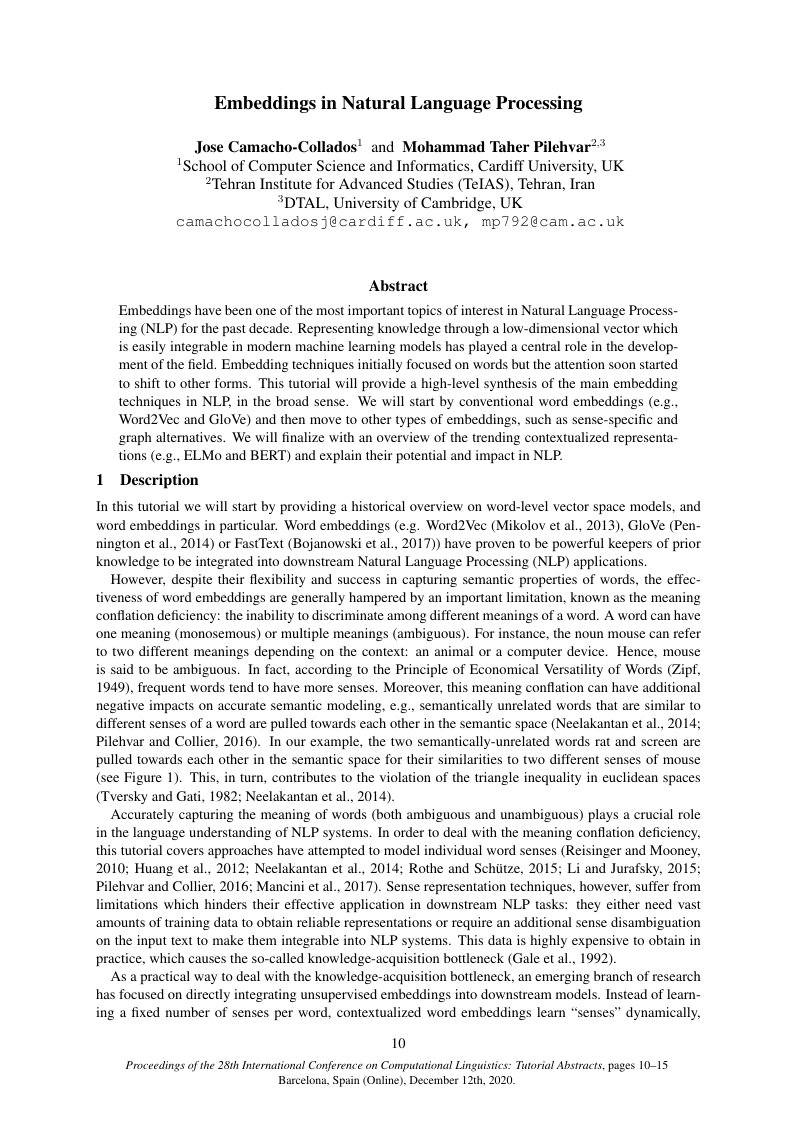 Embeddings in Natural Language Processing
Jose Camacho-Collados1 and Mohammad Taher Pilehvar2,3
1School of Computer Science and Informatics, Cardiff University, UK
2Tehran Institute for Advanced Studies (TeIAS), Tehran, Iran
3DTAL, University of Cambridge, UK
camachocolladosj@cardiff.ac.uk, mp792@cam.ac.uk
Abstract
Embeddings have been one of the most important topics of interest in Natural Language Process-
ing (NLP) for the past decade. Representing knowledge through a low-dimensional vector which
is easily integrable in modern machine learning models has played a central role in the develop-
ment of the field. Embedding techniques initially focused on words but the attention soon started
to shift to other forms. This tutorial will provide a high-level synthesis of the main embedding
techniques in NLP, in the broad sense. We will start by conventional word embeddings (e.g.,
Word2Vec and GloVe) and then move to other types of embeddings, such as sense-specific and
graph alternatives. We will finalize with an overview of the trending contextualized representa-
tions (e.g., ELMo and BERT) and explain their potential and impact in NLP.
1 Description
In this tutorial we will start by providing a historical overview on word-level vector space models, and
word embeddings in particular. Word embeddings (e.g. Word2Vec (Mikolov et al., 2013), GloVe (Pen-
nington et al., 2014) or FastText (Bojanowski et al., 2017)) have proven to be powerful keepers of prior
knowledge to be integrated into downstream Natural Language Processing (NLP) applications.
However, despite their flexibility and success in capturing semantic properties of words, the effec-
tiveness of word embeddings are generally hampered by an important limitation, known as the meaning
conflation deficiency: the inability to discriminate among different meanings of a word. A word can have
one meaning (monosemous) or multiple meanings (ambiguous). For instance, the noun mouse can refer
to two different meanings depending on the context: an animal or a computer device. Hence, mouse
is said to be ambiguous. In fact, according to the Principle of Economical Versatility of Words (Zipf,
1949), frequent words tend to have more senses. Moreover, this meaning conflation can have additional
negative impacts on accurate semantic modeling, e.g., semantically unrelated words that are similar to
different senses of a word are pulled towards each other in the semantic space (Neelakantan et al., 2014;
Pilehvar and Collier, 2016). In our example, the two semantically-unrelated words rat and screen are
pulled towards each other in the semantic space for their similarities to two different senses of mouse
(see Figure 1). This, in turn, contributes to the violation of the triangle inequality in euclidean spaces
(Tversky and Gati, 1982; Neelakantan et al., 2014).
Accurately capturing the meaning of words (both ambiguous and unambiguous) plays a crucial role
in the language understanding of NLP systems. In order to deal with the meaning conflation deficiency,
this tutorial covers approaches have attempted to model individual word senses (Reisinger and Mooney,
2010; Huang et al., 2012; Neelakantan et al., 2014; Rothe and Schütze, 2015; Li and Jurafsky, 2015;
Pilehvar and Collier, 2016; Mancini et al., 2017). Sense representation techniques, however, suffer from
limitations which hinders their effective application in downstream NLP tasks: they either need vast
amounts of training data to obtain reliable representations or require an additional sense disambiguation
on the input text to make them integrable into NLP systems. This data is highly expensive to obtain in
practice, which causes the so-called knowledge-acquisition bottleneck (Gale et al., 1992).
As a practical way to deal with the knowledge-acquisition bottleneck, an emerging branch of research
has focused on directly integrating unsupervised embeddings into downstream models. Instead of learn-
ing a fixed number of senses per word, contextualized word embeddings learn “senses” dynamically,
10
Proceedings of the 28th International Conference on Computational Linguistics: Tutorial Abstracts, pages 10–15
Barcelona, Spain (Online), December 12th, 2020.